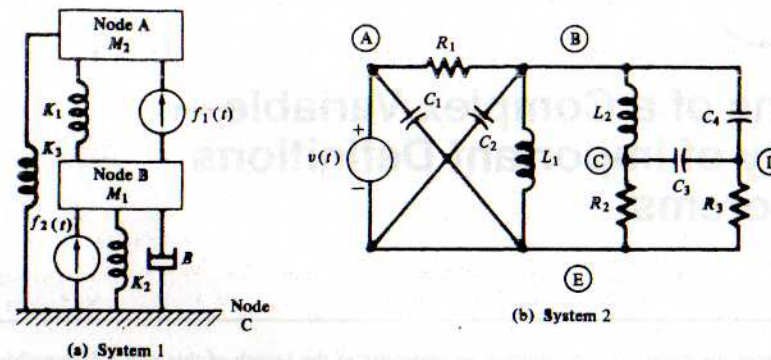 Node A
M₂
K₁
f₁(t)
K₃
Node B
M₁
f₂(t)
K₂
B
Node
C
(a) System 1
A
R₁
B
C₁
C₂
L₁
L₂
C₄
+
v(t)
−
C
C₃
D
R₂
R₃
E
(b) System 2